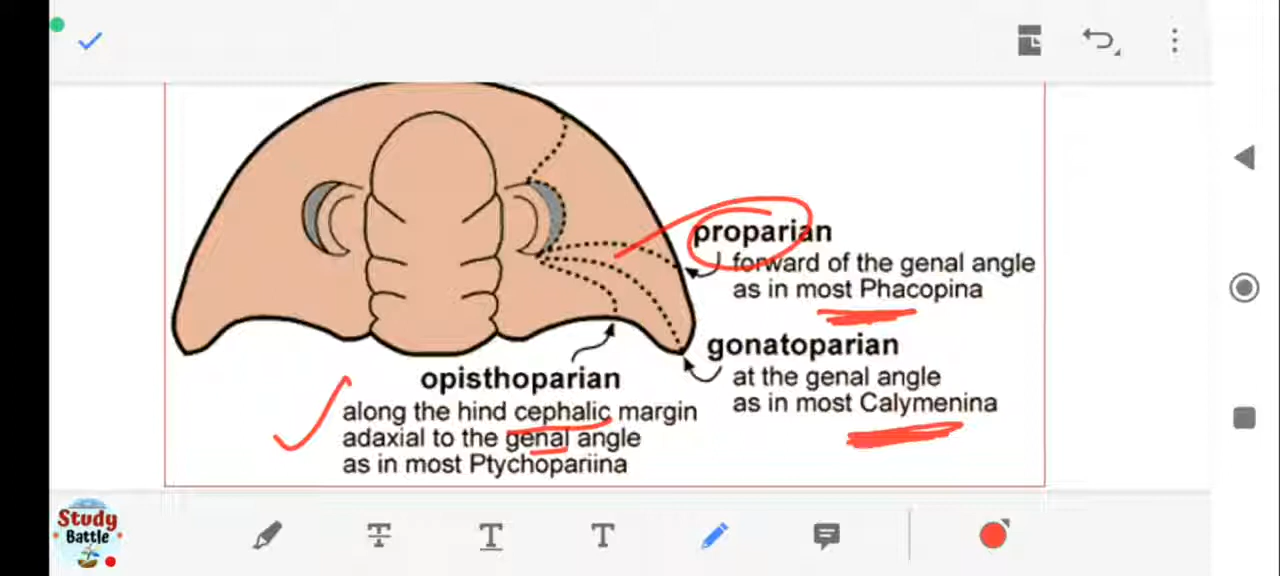 proparian
forward of the genal angle
as in most Phacopina
gonatoparian
at the genal angle
as in most Calymenina
opisthoparian
along the hind cephalic margin
adaxial to the genal angle
as in most Ptychopariina
Study
Battle
T
T
T